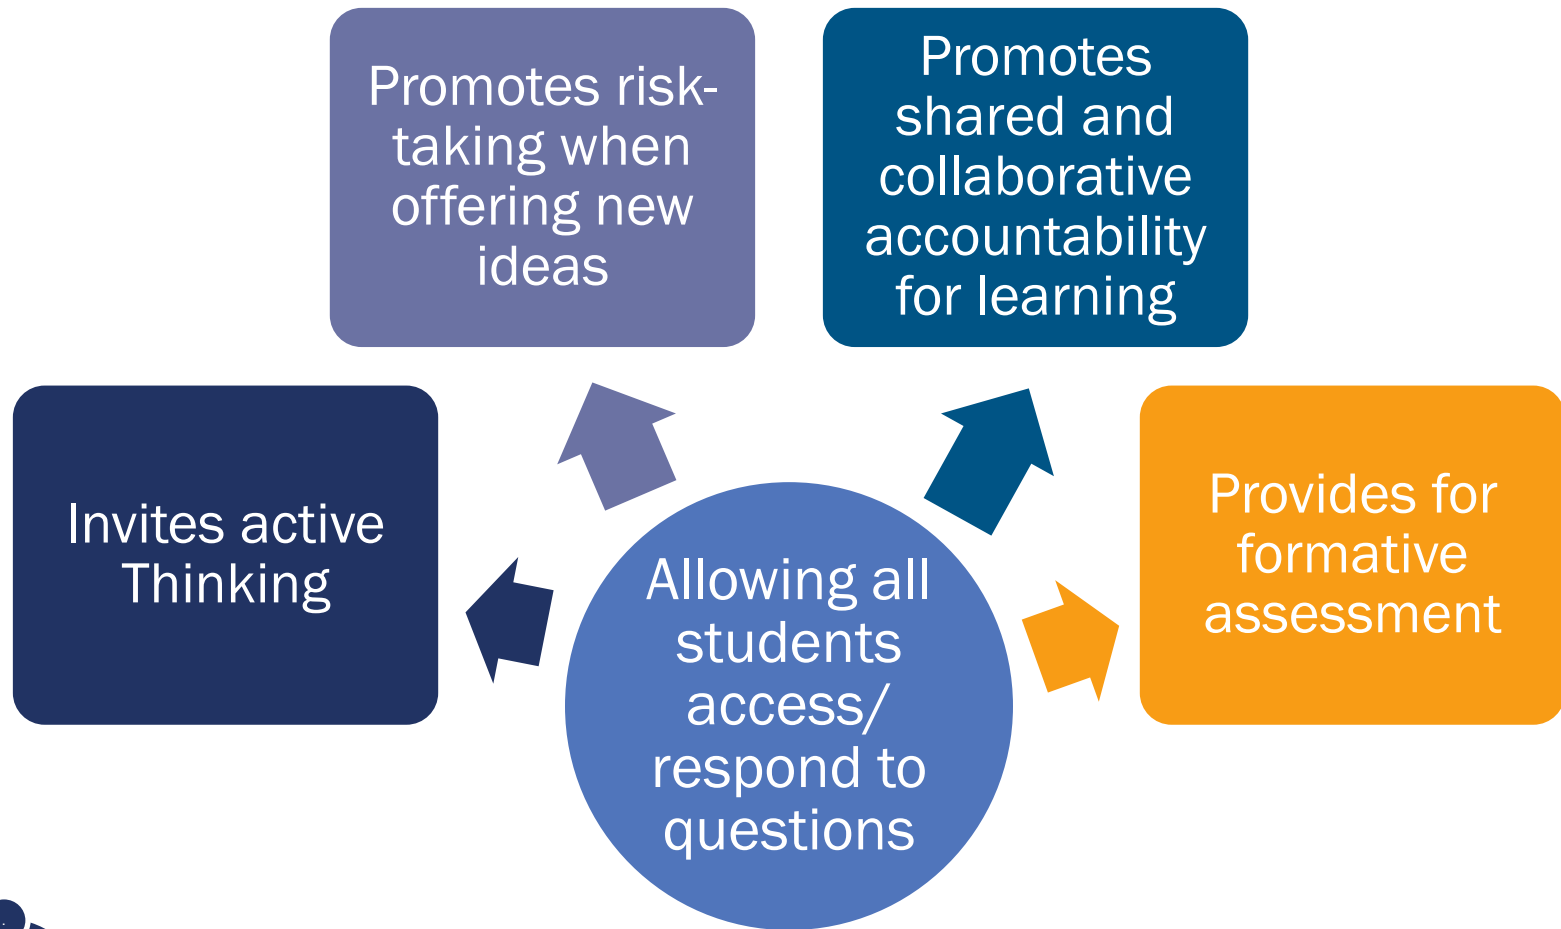 Promotes risk-
taking when
offering new
ideas
Promotes
shared and
collaborative
accountability
for learning
Invites active
Thinking
Provides for
formative
assessment
Allowing all
students
access/
respond to
questions